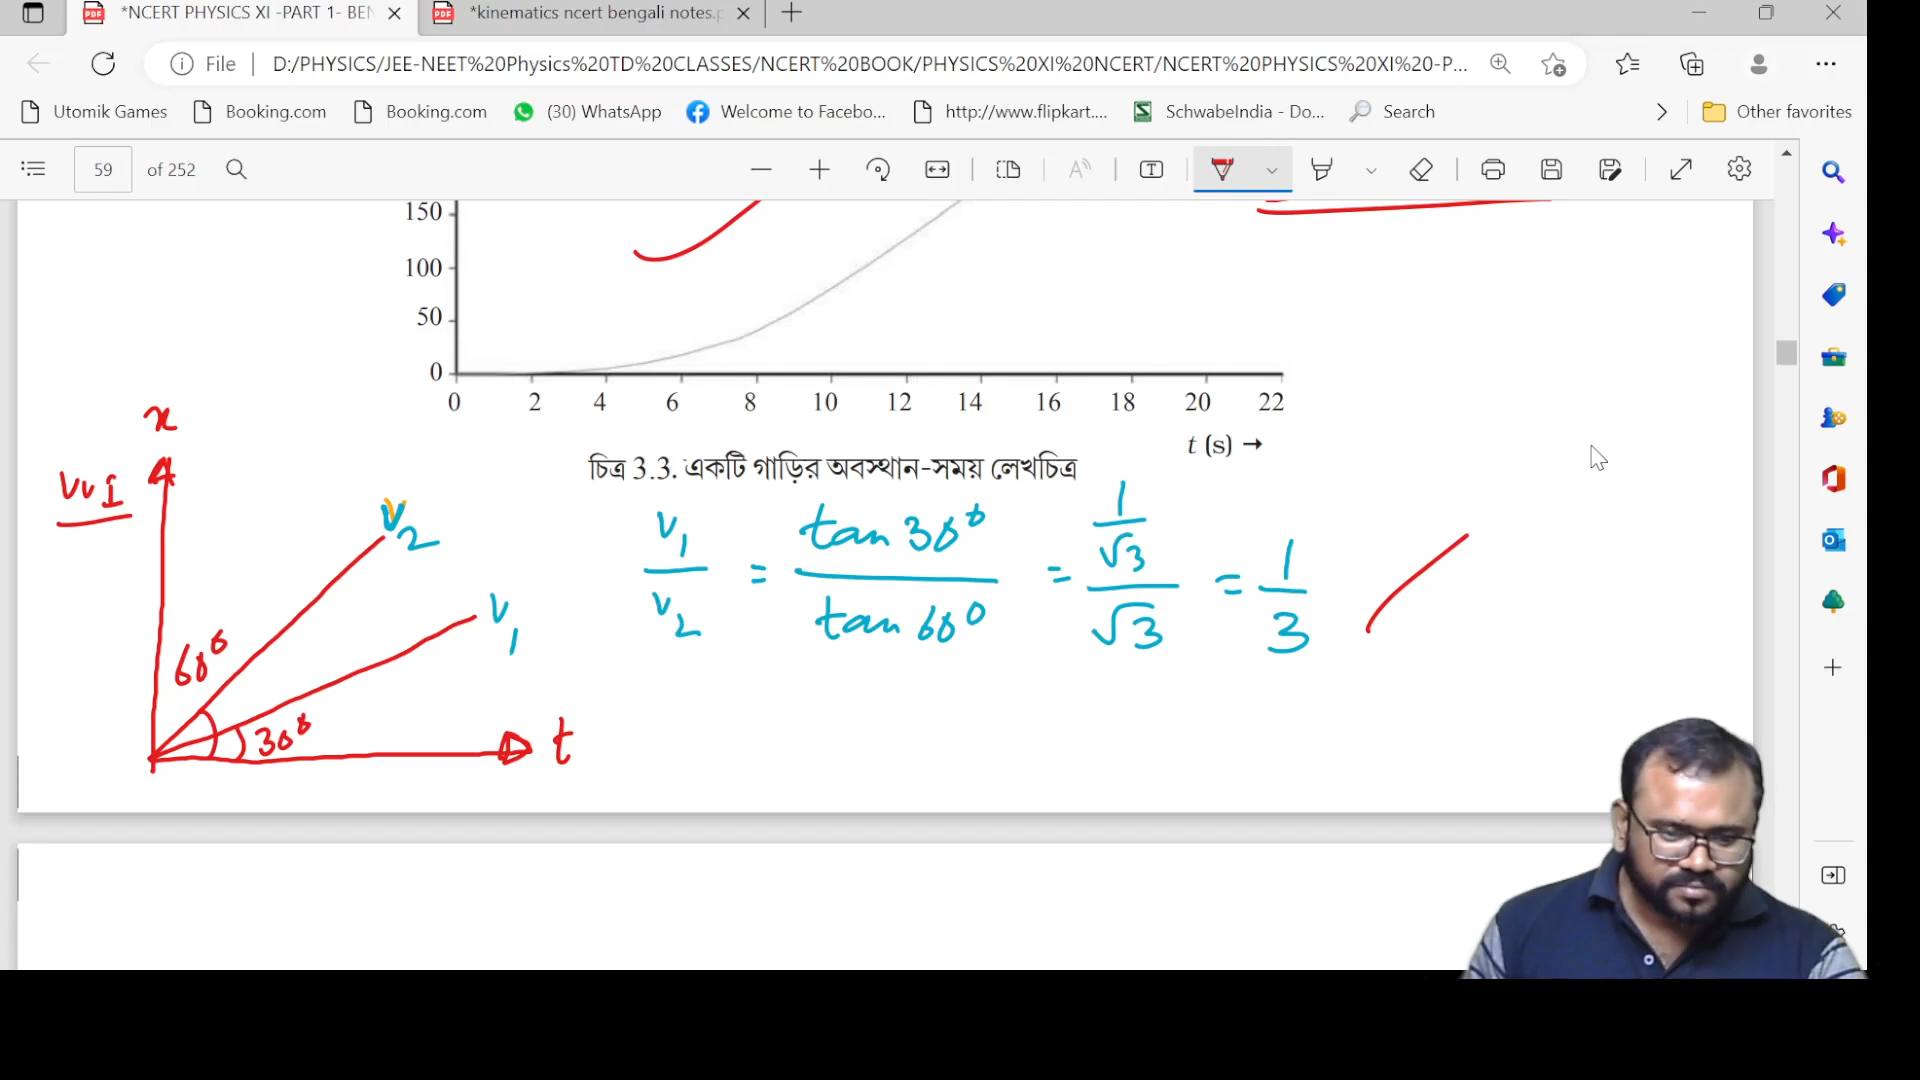 *NCERT PHYSICS XI -PART 1- BEN
*kinematics ncert bengali notes.p
File
D:/PHYSICS/JEE-NEET%20Physics%20TD%20CLASSES/NCERT%20BOOK/PHYSICS%20XI%20NCERT/NCERT%20PHYSICS%20XI%20-P...
Utomik Games
Booking.com
Booking.com
(30) WhatsApp
Welcome to Facebo...
http://www.flipkart....
SchwabeIndia - Do...
Search
Other favorites
59 of 252
150
100
50
0
0 2 4 6 8 10 12 14 16 18 20 22
t (s) →
চিত্র 3.3. একটি গাড়ির অবস্থান-সময় লেখচিত্র
x
VvI
V2
V1
60°
30°
t
V1/V2 = tan 30°/tan 60° = (1/√3)/√3 = 1/3